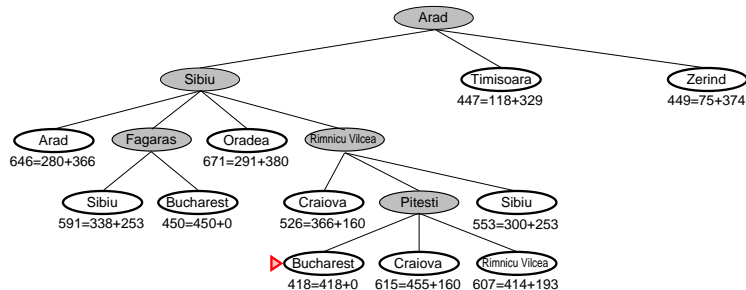 Arad
Sibiu
Timisoara
Zerind
447=118+329
449=75+374
Arad
Fagaras
Oradea
Rimnicu Vilcea
646=280+366
671=291+380
Sibiu
Bucharest
Craiova
Pitesti
Sibiu
591=338+253
450=450+0
526=366+160
553=300+253
Bucharest
Craiova
Rimnicu Vilcea
418=418+0
615=455+160
607=414+193